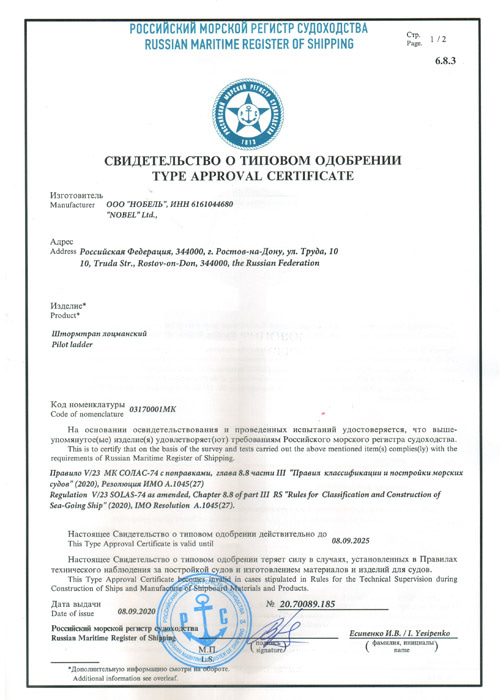 РОССИЙСКИЙ МОРСКОЙ РЕГИСТР СУДОХОДСТВА
RUSSIAN MARITIME REGISTER OF SHIPPING
Стр.
Page. 1 / 2
6.8.3
РОССИЙСКИЙ МОРСКОЙ РЕГИСТР СУДОХОДСТВА
1913
СВИДЕТЕЛЬСТВО О ТИПОВОМ ОДОБРЕНИИ
TYPE APPROVAL CERTIFICATE
Изготовитель
Manufacturer
ООО "НОБЕЛЬ", ИНН 6161044680
"NOBEL" Ltd.,
Адрес
Address
Российская Федерация, 344000, г. Ростов-на-Дону, ул. Труда, 10
10, Truda Str., Rostov-on-Don, 344000, the Russian Federation
Изделие*
Product*
Штормтрап лоцманский
Pilot ladder
Код номенклатуры
Code of nomenclature
03170001МК
На основании освидетельствования и проведенных испытаний удостоверяется, что выше-
упомянутое(ые) изделие(я) удовлетворяет(ют) требованиям Российского морского регистра судоходства.
This is to certify that on the basis of the survey and tests carried out the above mentioned item(s) complies(ly) with the
requirements of Russian Maritime Register of Shipping.
Правило V/23 МК СОЛАС-74 с поправками, глава 8.8 части III "Правил классификации и постройки морских
судов" (2020), Резолюция ИМО А.1045(27)
Regulation V/23 SOLAS-74 as amended, Chapter 8.8 of part III RS "Rules for Classification and Construction of
Sea-Going Ship" (2020), IMO Resolution A.1045(27).
Настоящее Свидетельство о типовом одобрении действительно до
This Type Approval Certificate is valid until
08.09.2025
Настоящее Свидетельство о типовом одобрении теряет силу в случаях, установленных в Правилах
технического наблюдения за постройкой судов и изготовлением материалов и изделий для судов.
This Type Approval Certificate becomes invalid in cases stipulated in Rules for the Technical Supervision during
Construction of Ships and Manufacture of Shipboard Materials and Products.
Дата выдачи
Date of issue
08.09.2020
№ 20.70089.185
Российский морской регистр судоходства
Russian Maritime Register of Shipping
М.П.
L.S.
(подпись)
signature
Есипенко И.В. / I. Yesipenko
( фамилия, инициалы )
name
*Дополнительную информацию смотри на обороте.
Additional information see overleaf.